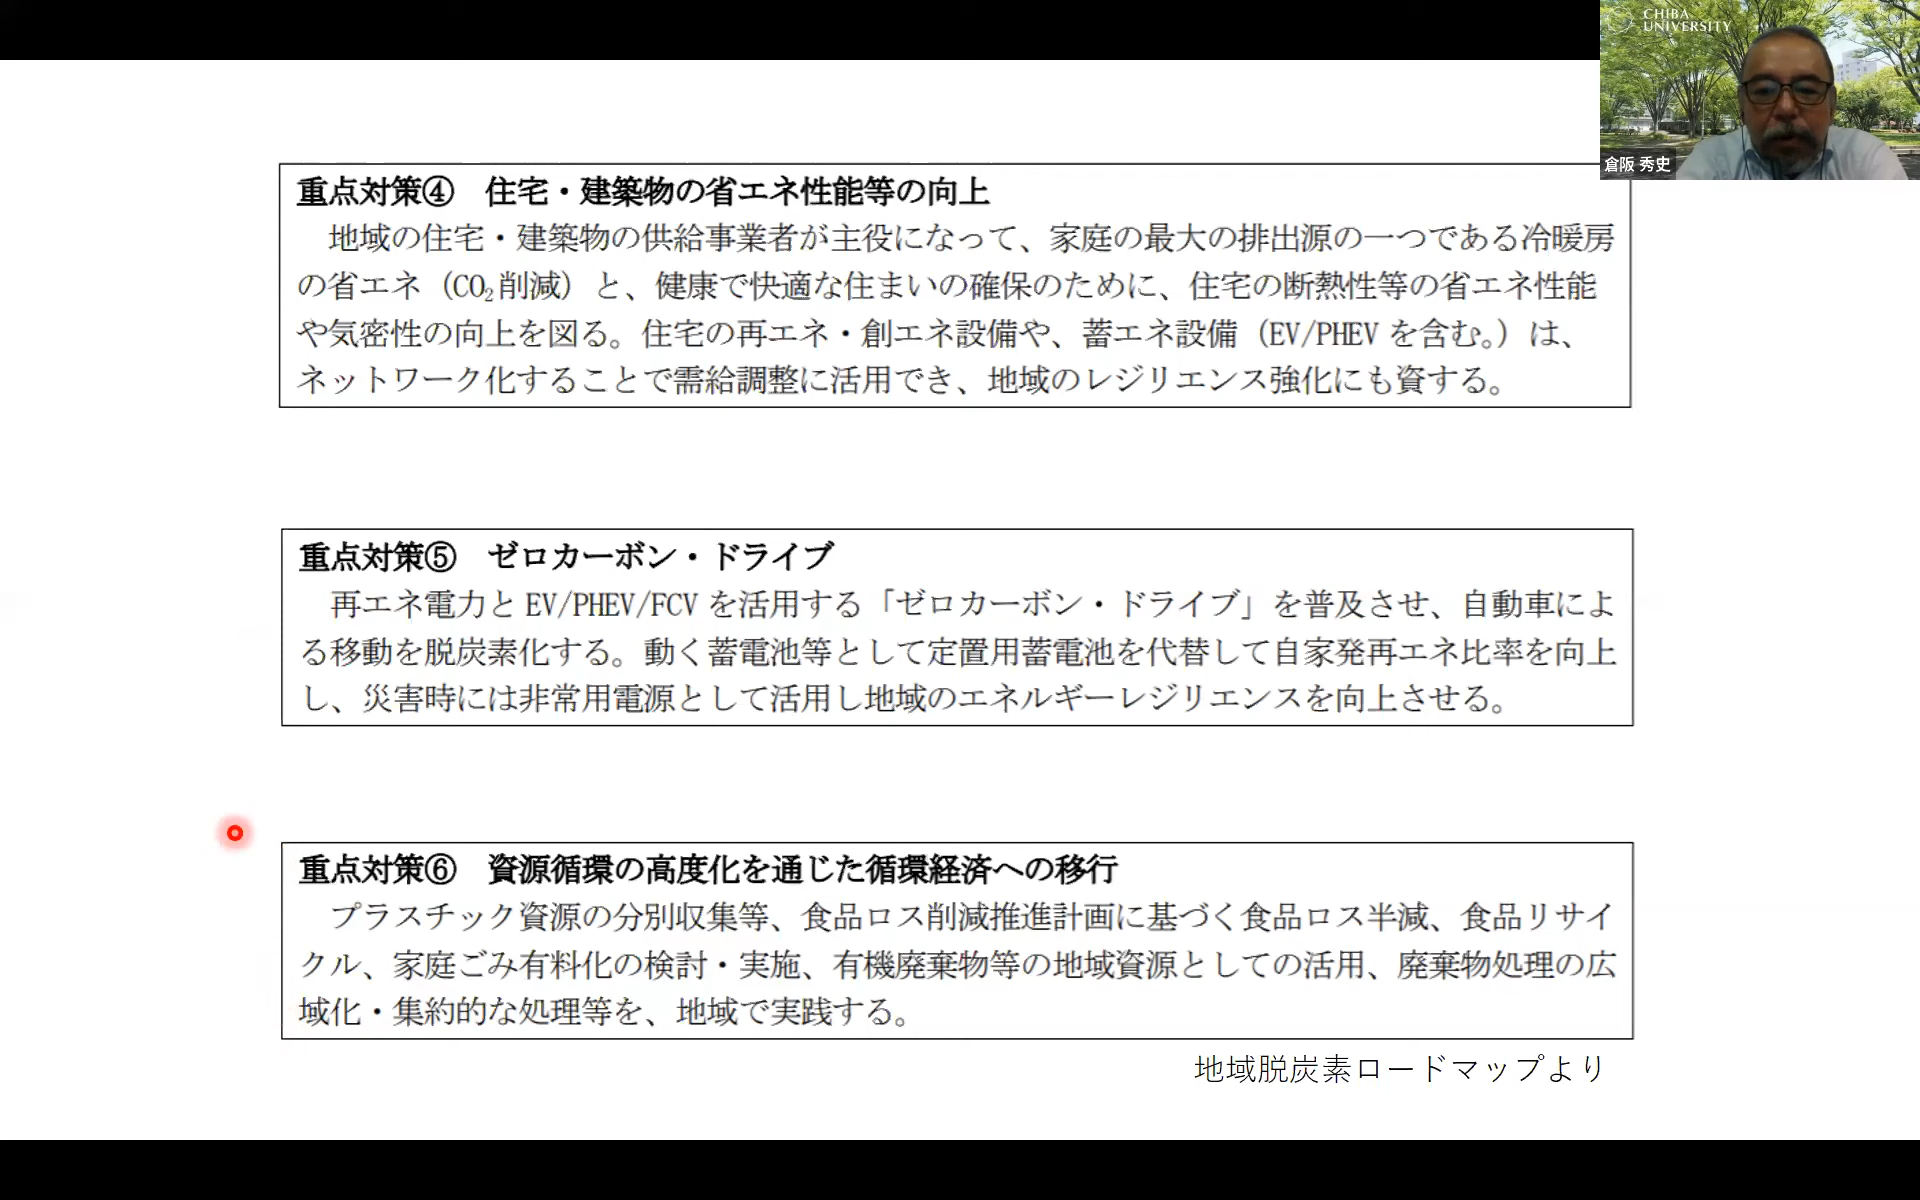 CHIBA
UNIVERSITY
倉阪 秀史
重点対策④　住宅・建築物の省エネ性能等の向上
地域の住宅・建築物の供給事業者が主役になって、家庭の最大の排出源の一つである冷暖房
の省エネ（CO₂削減）と、健康で快適な住まいの確保のために、住宅の断熱性等の省エネ性能
や気密性の向上を図る。住宅の再エネ・創エネ設備や、蓄エネ設備（EV/PHEV を含む。）は、
ネットワーク化することで需給調整に活用でき、地域のレジリエンス強化にも資する。
重点対策⑤　ゼロカーボン・ドライブ
再エネ電力と EV/PHEV/FCV を活用する「ゼロカーボン・ドライブ」を普及させ、自動車によ
る移動を脱炭素化する。動く蓄電池等として定置用蓄電池を代替して自家発再エネ比率を向上
し、災害時には非常用電源として活用し地域のエネルギーレジリエンスを向上させる。
重点対策⑥　資源循環の高度化を通じた循環経済への移行
プラスチック資源の分別収集等、食品ロス削減推進計画に基づく食品ロス半減、食品リサイ
クル、家庭ごみ有料化の検討・実施、有機廃棄物等の地域資源としての活用、廃棄物処理の広
域化・集約的な処理等を、地域で実践する。
地域脱炭素ロードマップより